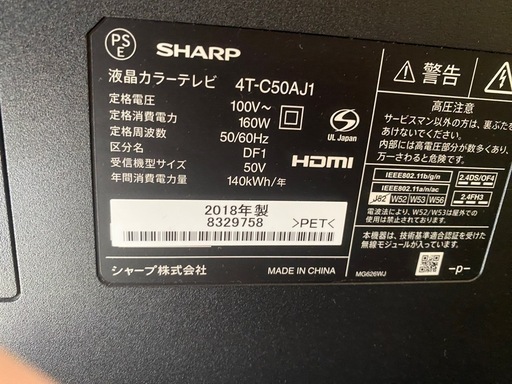 PS
E
SHARP
液晶カラーテレビ 4T-C50AJ1
定格電圧 100V~
定格消費電力 160W
定格周波数 50/60Hz
区分名 DF1
受信機型サイズ 50V
年間消費電力量 140kWh/年
UL Japan
HDMI
2018年製
8329758 >PET<
シャープ株式会社 MADE IN CHINA
警告
高圧注意
サービスマン以外の方は、裏ぶたを
あけないでください。
内部には高電圧部分が数多くあり、
万一さわると危険です。
IEEE802.11b/g/n
IEEE802.11a/n/ac
J52 W52 W53 W56
2.4DS/OF4
2.4FH3
電波法により、W52/W53は屋外での
使用は禁止されております。
本機器は、技術基準適合認証を受けた
無線モジュールが入っています。
MG626WJ
-p-